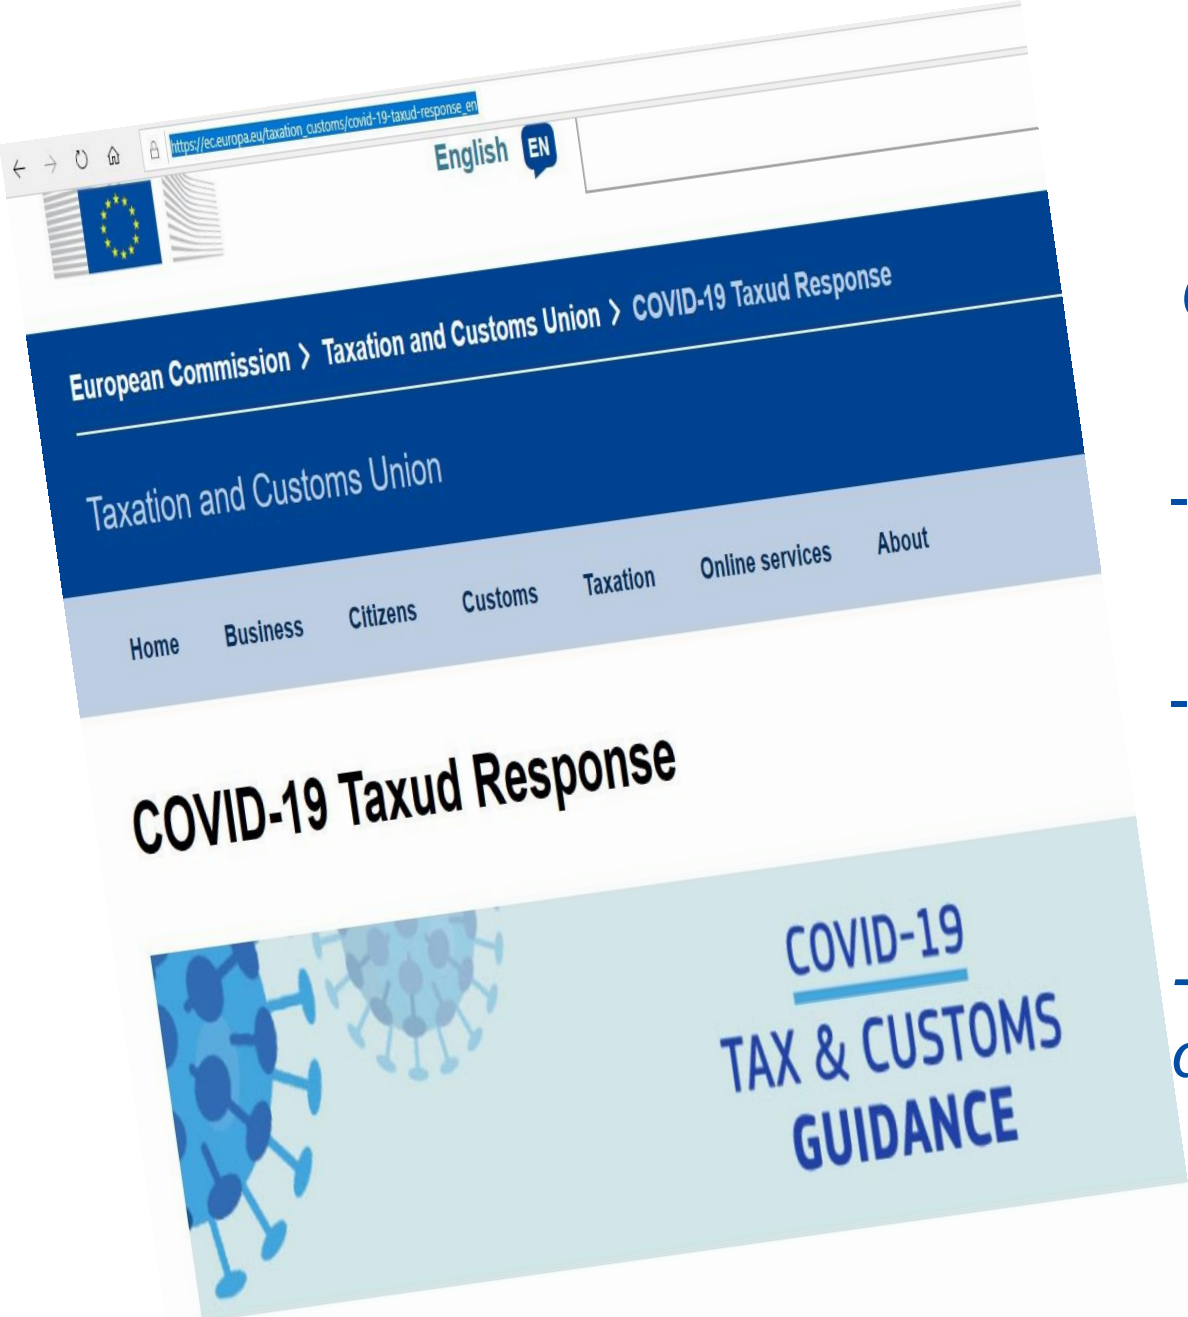 https://ec.europa.eu/taxation_customs/covid-19-taxud-response_en
English EN
European Commission > Taxation and Customs Union > COVID-19 Taxud Response
Taxation and Customs Union
Home Business Citizens Customs Taxation Online services About
COVID-19 Taxud Response
COVID-19
TAX & CUSTOMS
GUIDANCE